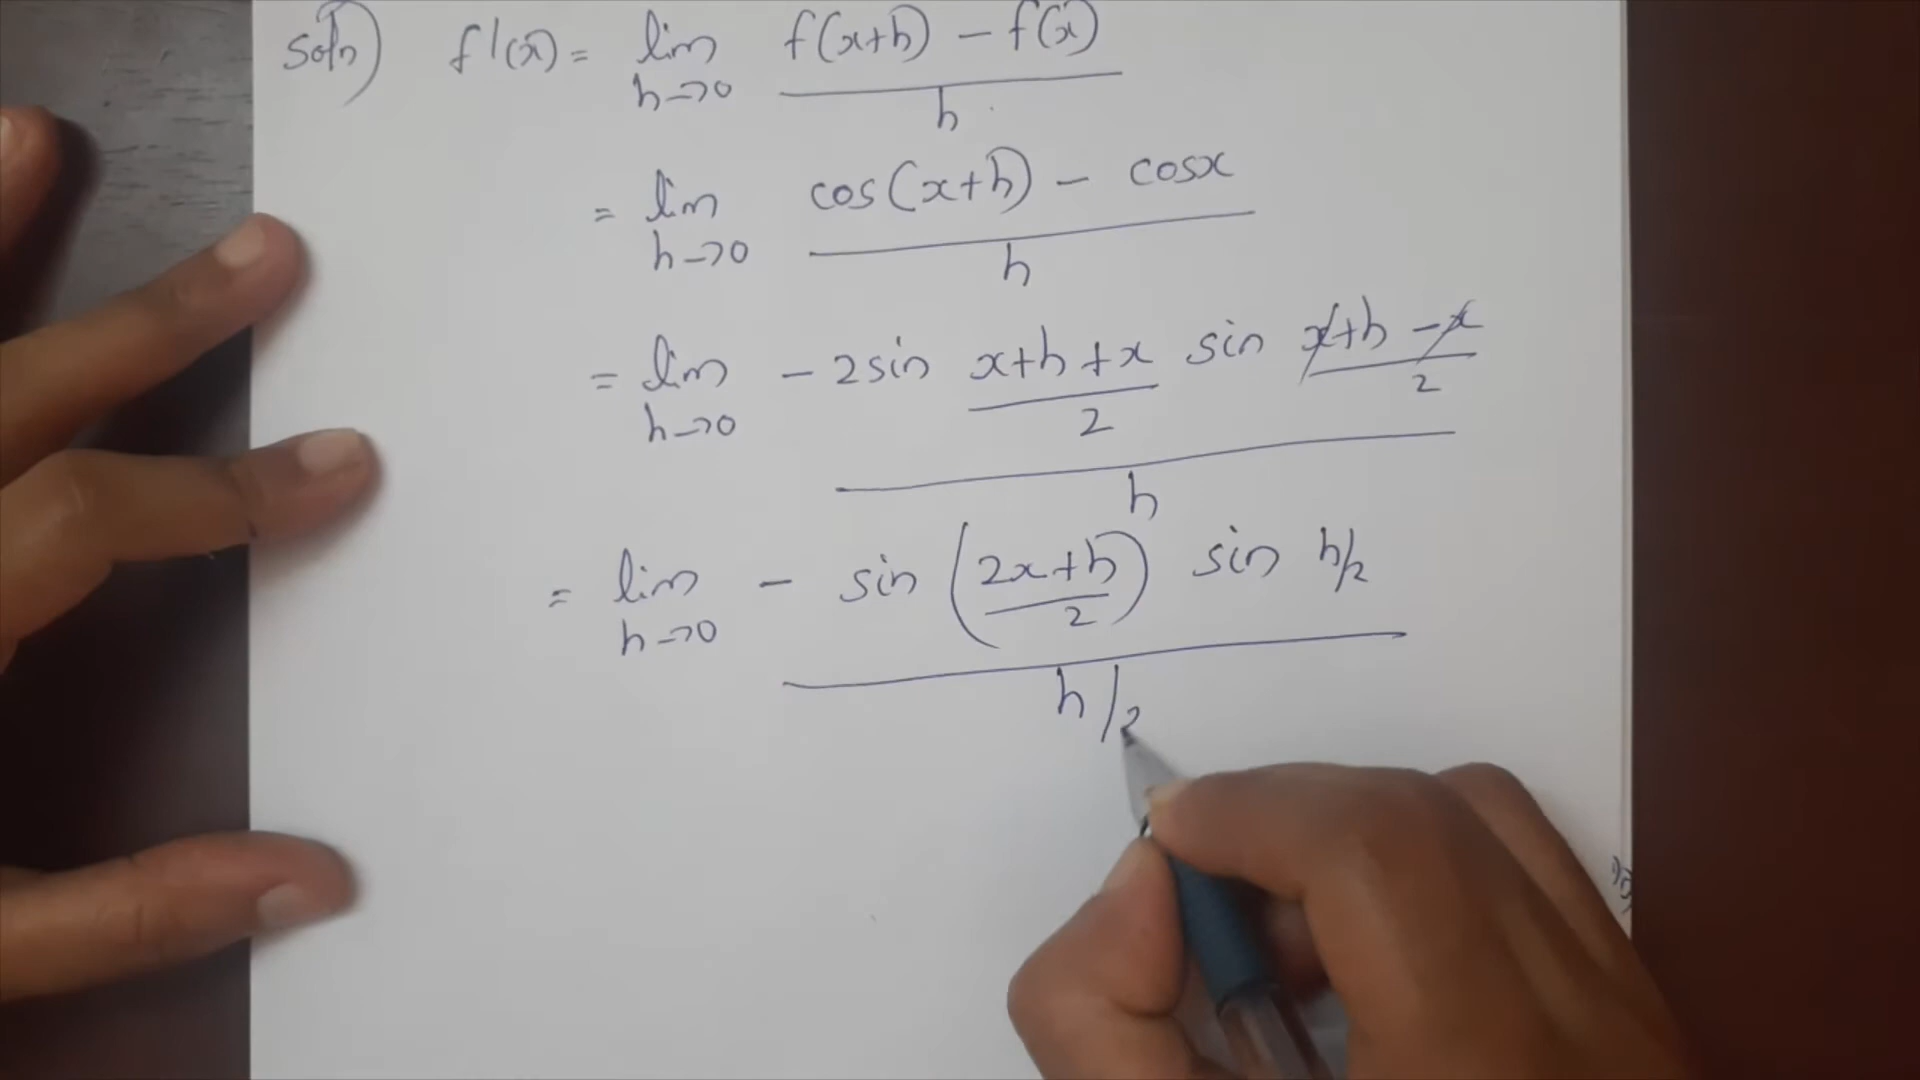 Soln) f'(x) = lim h→0 f(x+h) – f(x) / h
= lim h→0 cos(x+h) – cosx / h
= lim h→0 – 2sin x+h+x / 2 sin x+h–x / 2 / h
= lim h→0 – sin (2x+h / 2) sin h/2 / h/2